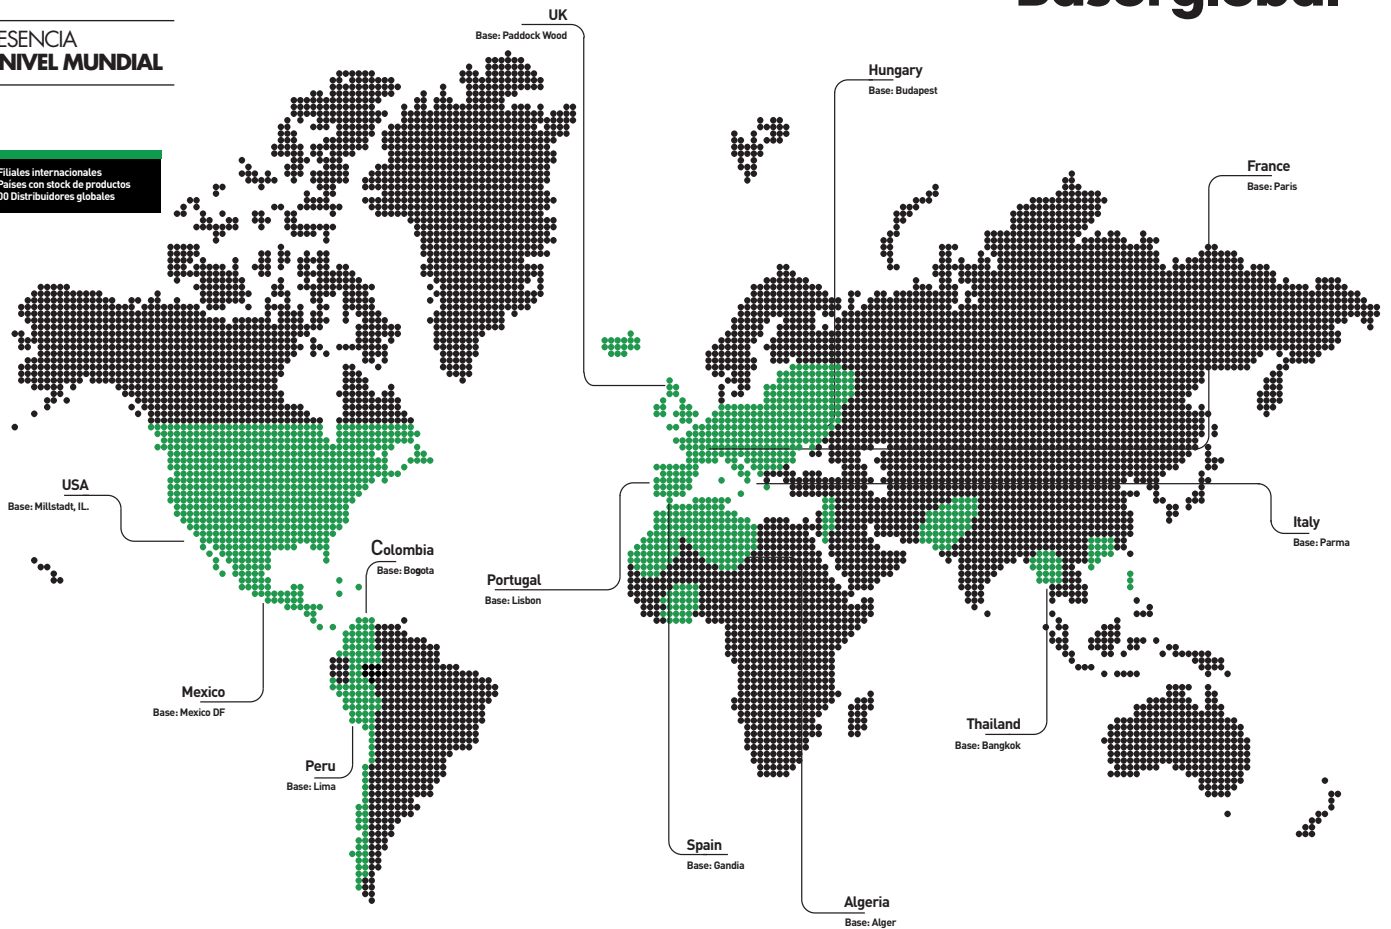 ESENCIA
NIVEL MUNDIAL
Filiales internacionales
Países con stock de productos
00 Distribuidores globales
UK
Base: Paddock Wood
Hungary
Base: Budapest
France
Base: Paris
USA
Base: Millstadt, IL.
Colombia
Base: Bogota
Portugal
Base: Lisbon
Italy
Base: Parma
Mexico
Base: Mexico DF
Peru
Base: Lima
Thailand
Base: Bangkok
Spain
Base: Gandia
Algeria
Base: Alger